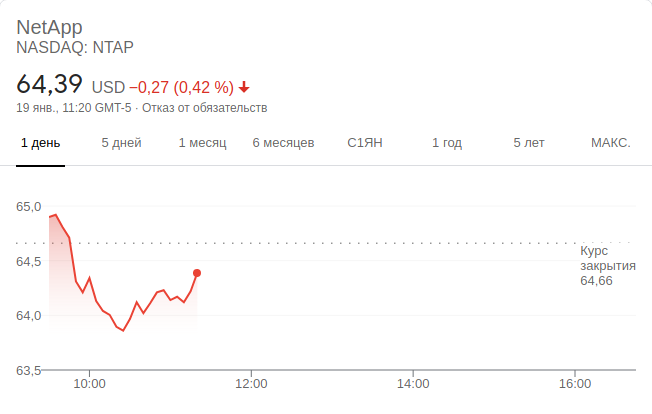 NetApp
NASDAQ: NTAP
64,39 USD −0,27 (0,42 %)
19 янв., 11:20 GMT-5 · Отказ от обязательств
1 день 5 дней 1 месяц 6 месяцев С1ЯН 1 год 5 лет МАКС.
65,0
64,5
64,0
63,5
Курс
закрытия
64,66
10:00 12:00 14:00 16:00